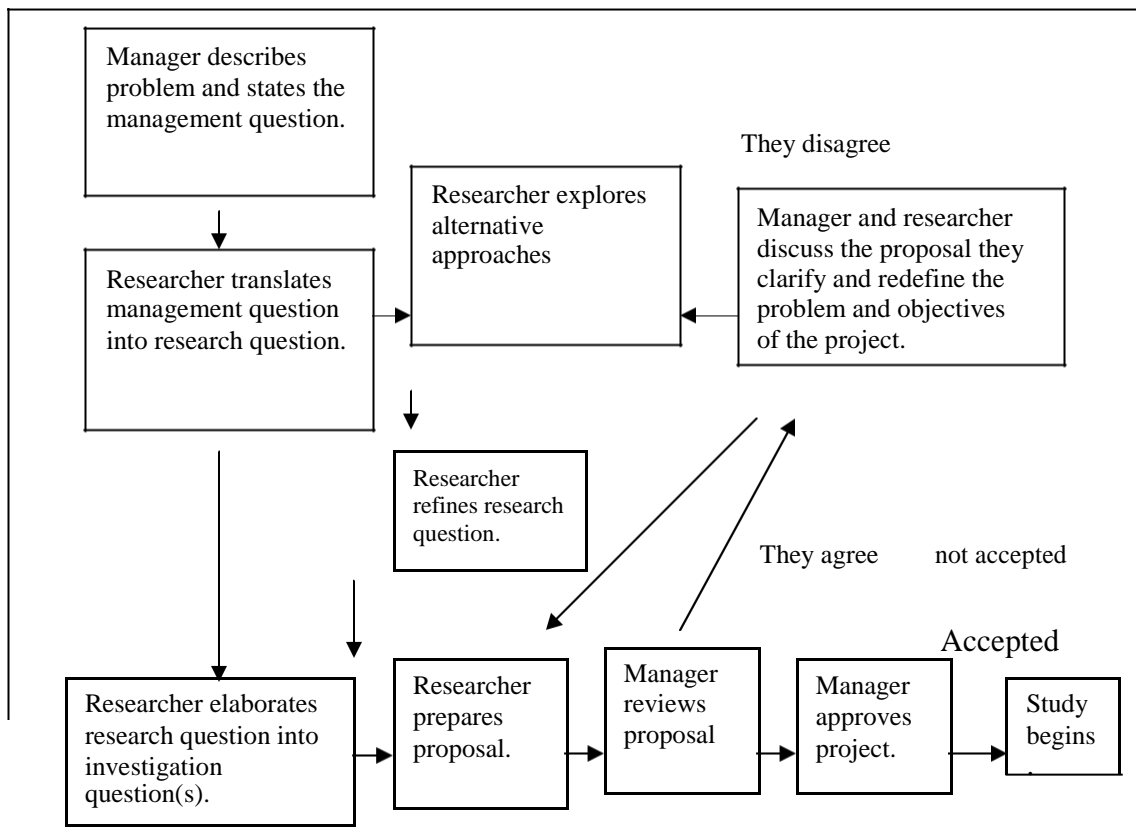 Manager describes
problem and states the
management question.
They disagree
Researcher explores
alternative
approaches
Manager and researcher
discuss the proposal they
clarify and redefine the
problem and objectives
of the project.
Researcher translates
management question
into research question.
Researcher
refines research
question.
They agree not accepted
Accepted
Researcher elaborates
research question into
investigation
question(s).
Researcher
prepares
proposal.
Manager
reviews
proposal
Manager
approves
project.
Study
begins
.